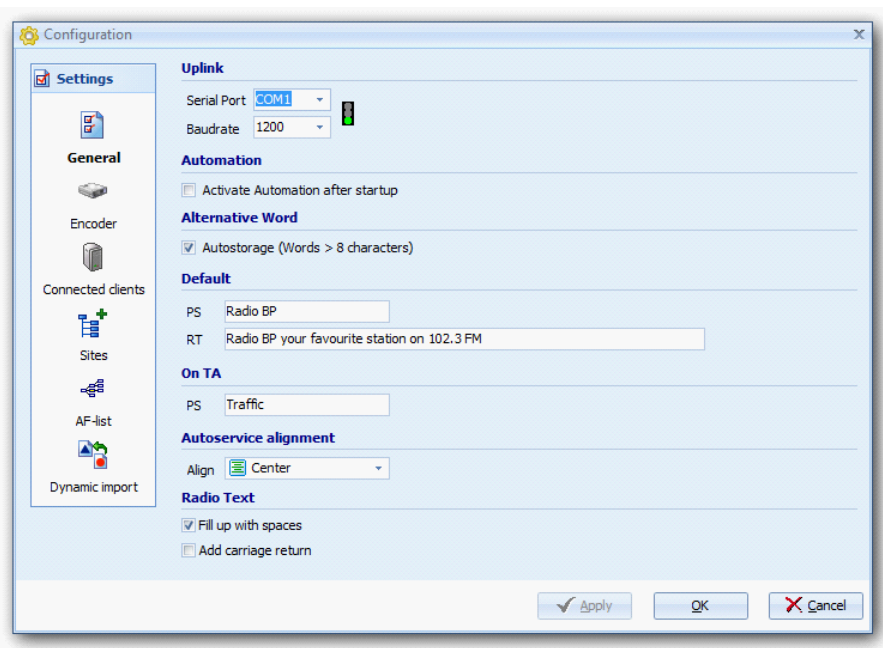 Configuration
Settings
General
Encoder
Connected clients
Sites
AF-list
Dynamic import
Uplink
Serial Port COM1
Baudrate 1200
Automation
Activate Automation after startup
Alternative Word
Autostorage (Words > 8 characters)
Default
PS Radio BP
RT Radio BP your favourite station on 102.3 FM
On TA
PS Traffic
Autoservice alignment
Align Center
Radio Text
Fill up with spaces
Add carriage return
Apply OK Cancel